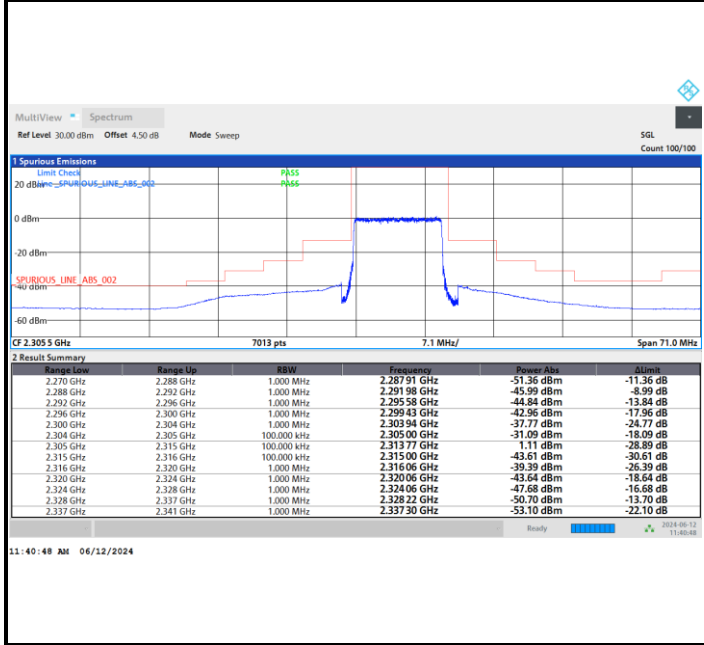 MultiView Spectrum
Ref Level 30.00 dBm Offset 4.50 dB Mode Sweep SGL
Count 100/100
1 Spurious Emissions
Limit Check PASS
20 dBm
Line _SPURIOUS_LINE_ABS_002 PASS
0 dBm
-20 dBm
SPURIOUS_LINE_ABS_002
-40 dBm
-60 dBm
CF 2.305 5 GHz 7013 pts 7.1 MHz/ Span 71.0 MHz
2 Result Summary
Range Low Range Up RBW Frequency Power Abs ΔLimit
2.270 GHz 2.288 GHz 1.000 MHz 2.287 91 GHz -51.36 dBm -11.36 dB
2.288 GHz 2.292 GHz 1.000 MHz 2.291 98 GHz -45.99 dBm -8.99 dB
2.292 GHz 2.296 GHz 1.000 MHz 2.295 58 GHz -44.84 dBm -13.84 dB
2.296 GHz 2.300 GHz 1.000 MHz 2.299 43 GHz -42.96 dBm -17.96 dB
2.300 GHz 2.304 GHz 1.000 MHz 2.303 94 GHz -37.77 dBm -24.77 dB
2.304 GHz 2.305 GHz 100.000 kHz 2.305 00 GHz -31.09 dBm -18.09 dB
2.305 GHz 2.315 GHz 100.000 kHz 2.313 77 GHz 1.11 dBm -28.89 dB
2.315 GHz 2.316 GHz 100.000 kHz 2.315 00 GHz -43.61 dBm -30.61 dB
2.316 GHz 2.320 GHz 1.000 MHz 2.316 06 GHz -39.39 dBm -26.39 dB
2.320 GHz 2.324 GHz 1.000 MHz 2.320 06 GHz -43.64 dBm -18.64 dB
2.324 GHz 2.328 GHz 1.000 MHz 2.324 06 GHz -47.68 dBm -16.68 dB
2.328 GHz 2.337 GHz 1.000 MHz 2.328 22 GHz -50.70 dBm -13.70 dB
2.337 GHz 2.341 GHz 1.000 MHz 2.337 30 GHz -53.10 dBm -22.10 dB
Ready 2024-06-12
11:40:48
11:40:48 AM 06/12/2024